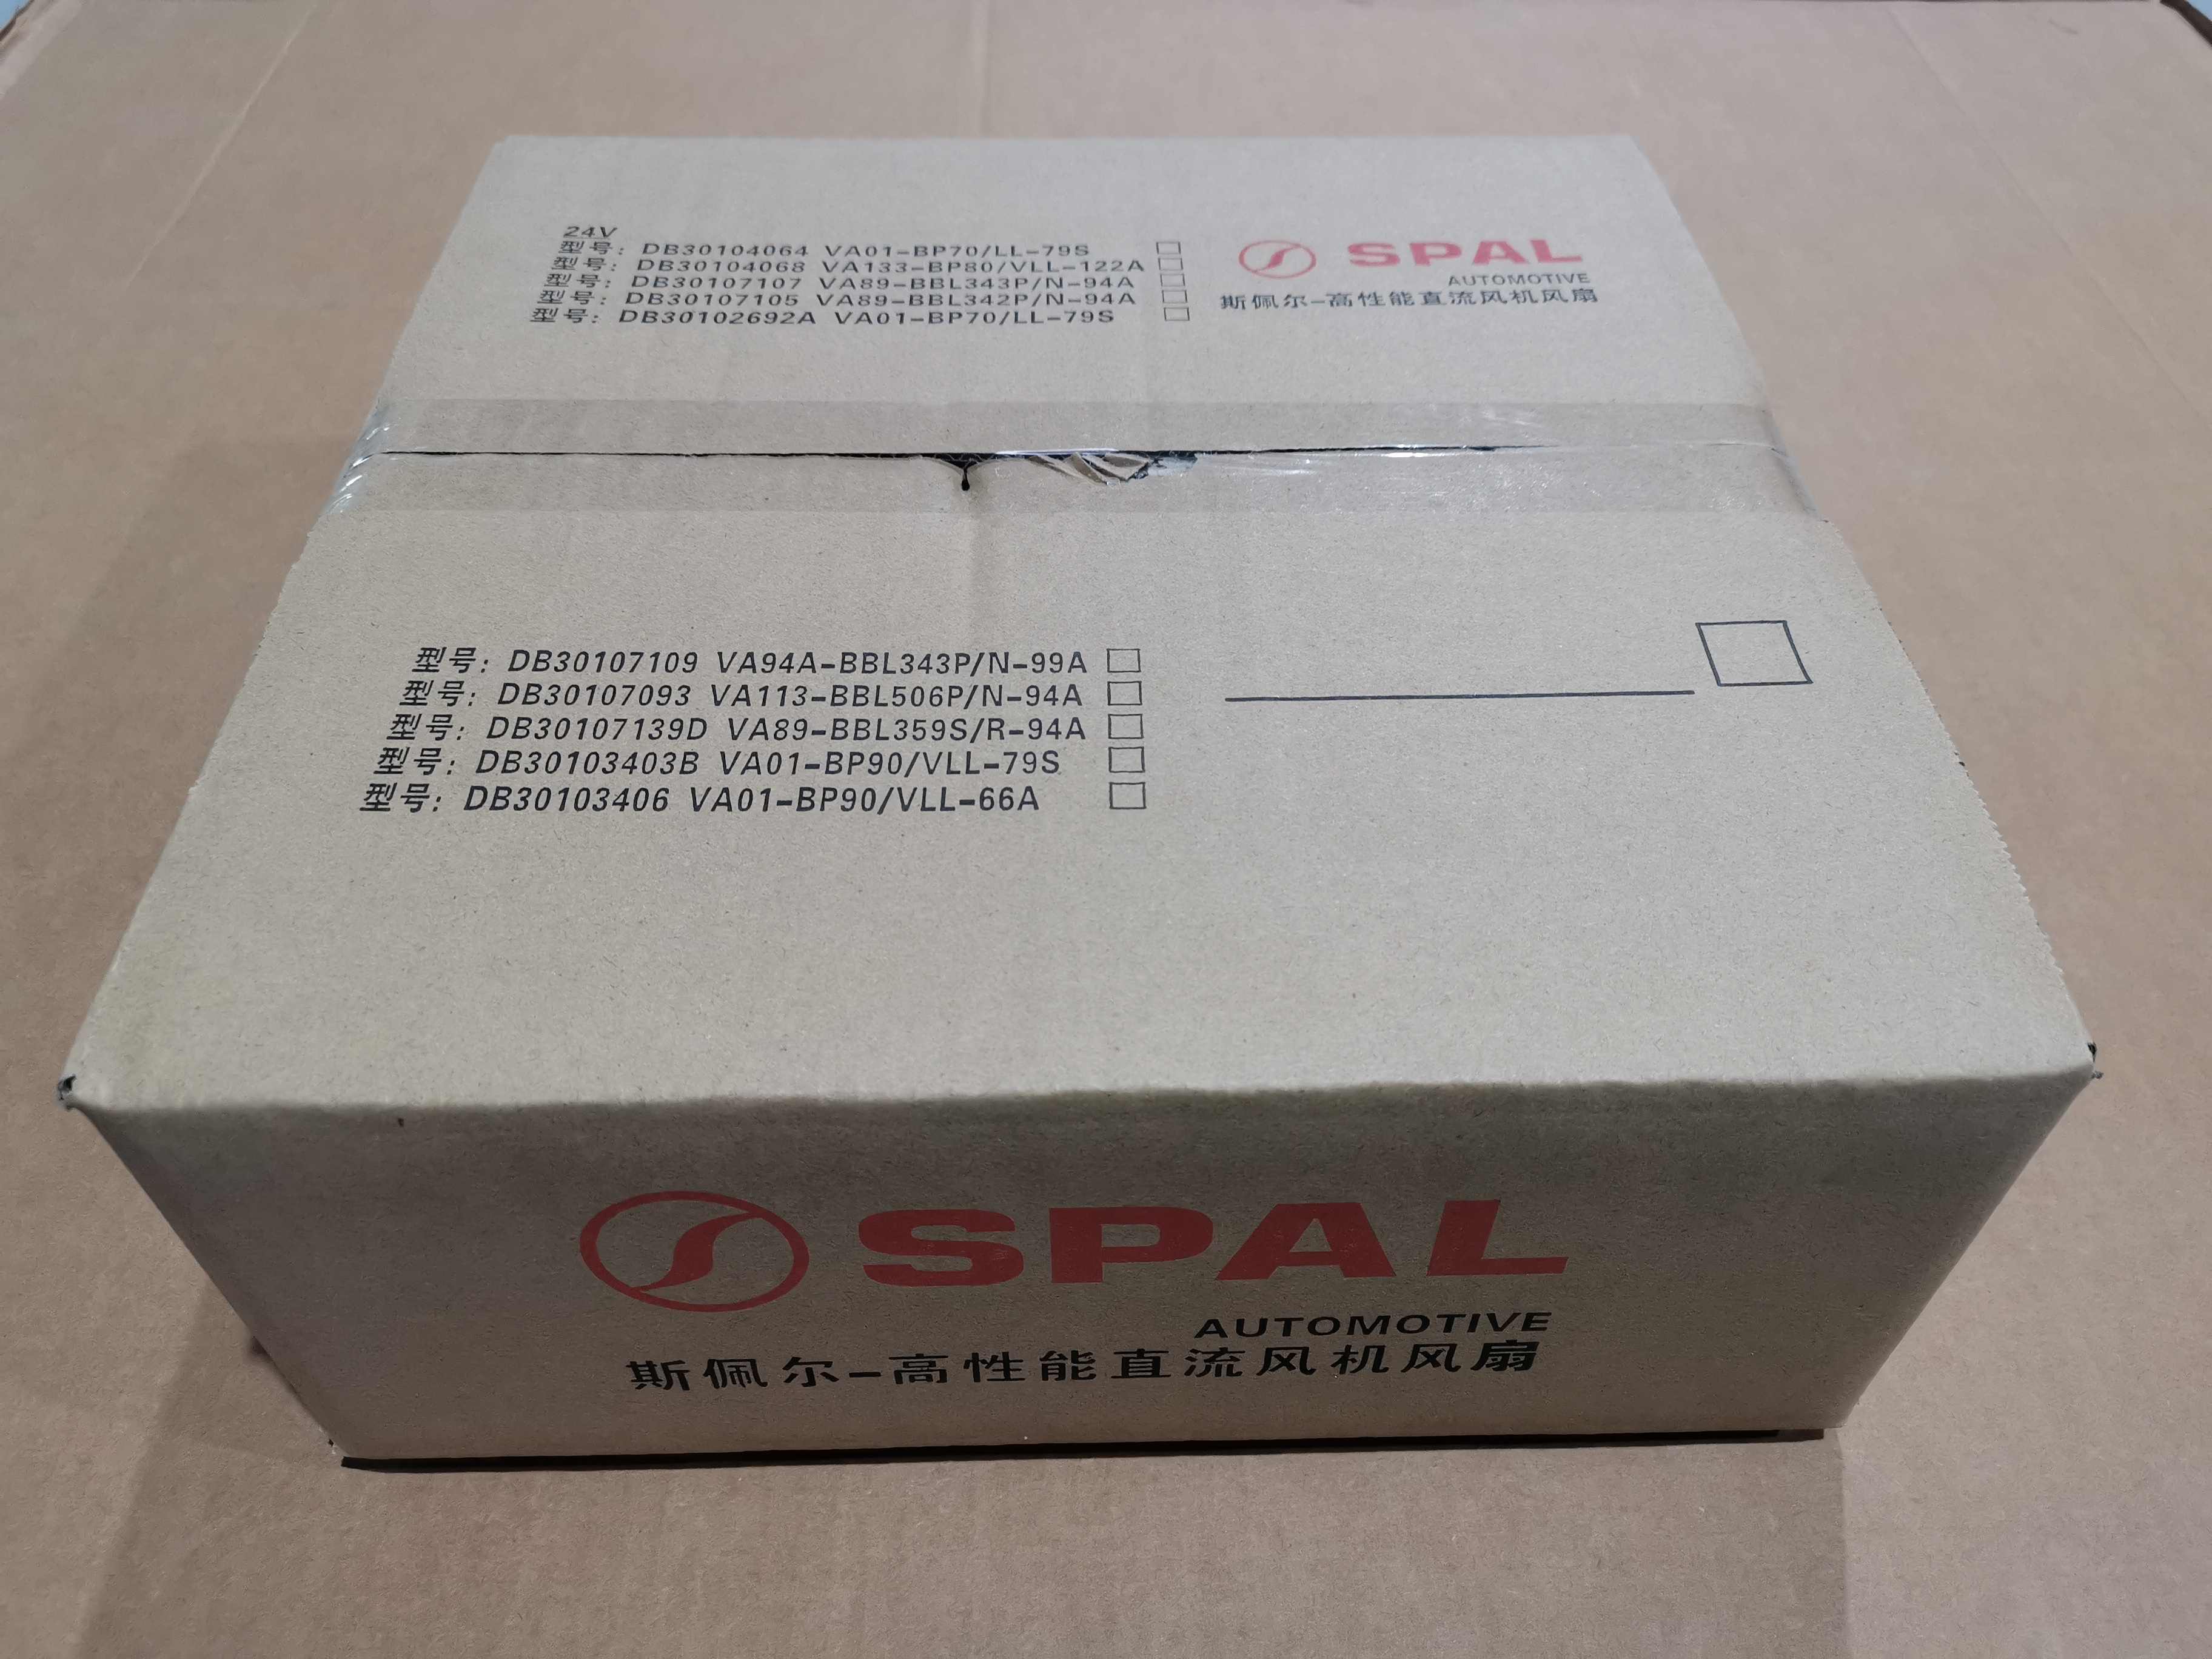 24V
型号: DB30104064 VA01-BP70/LL-79S
型号: DB30104068 VA133-BP80/VLL-122A
型号: DB30107107 VA89-BBL343P/N-94A
型号: DB30107105 VA89-BBL342P/N-94A
型号: DB30102692A VA01-BP70/LL-79S
SPAL
AUTOMOTIVE
斯佩尔-高性能直流风机风扇
型号: DB30107109 VA94A-BBL343P/N-99A
型号: DB30107093 VA113-BBL506P/N-94A
型号: DB30107139D VA89-BBL359S/R-94A
型号: DB30103403B VA01-BP90/VLL-79S
型号: DB30103406 VA01-BP90/VLL-66A
SPAL
AUTOMOTIVE
斯佩尔-高性能直流风机风扇